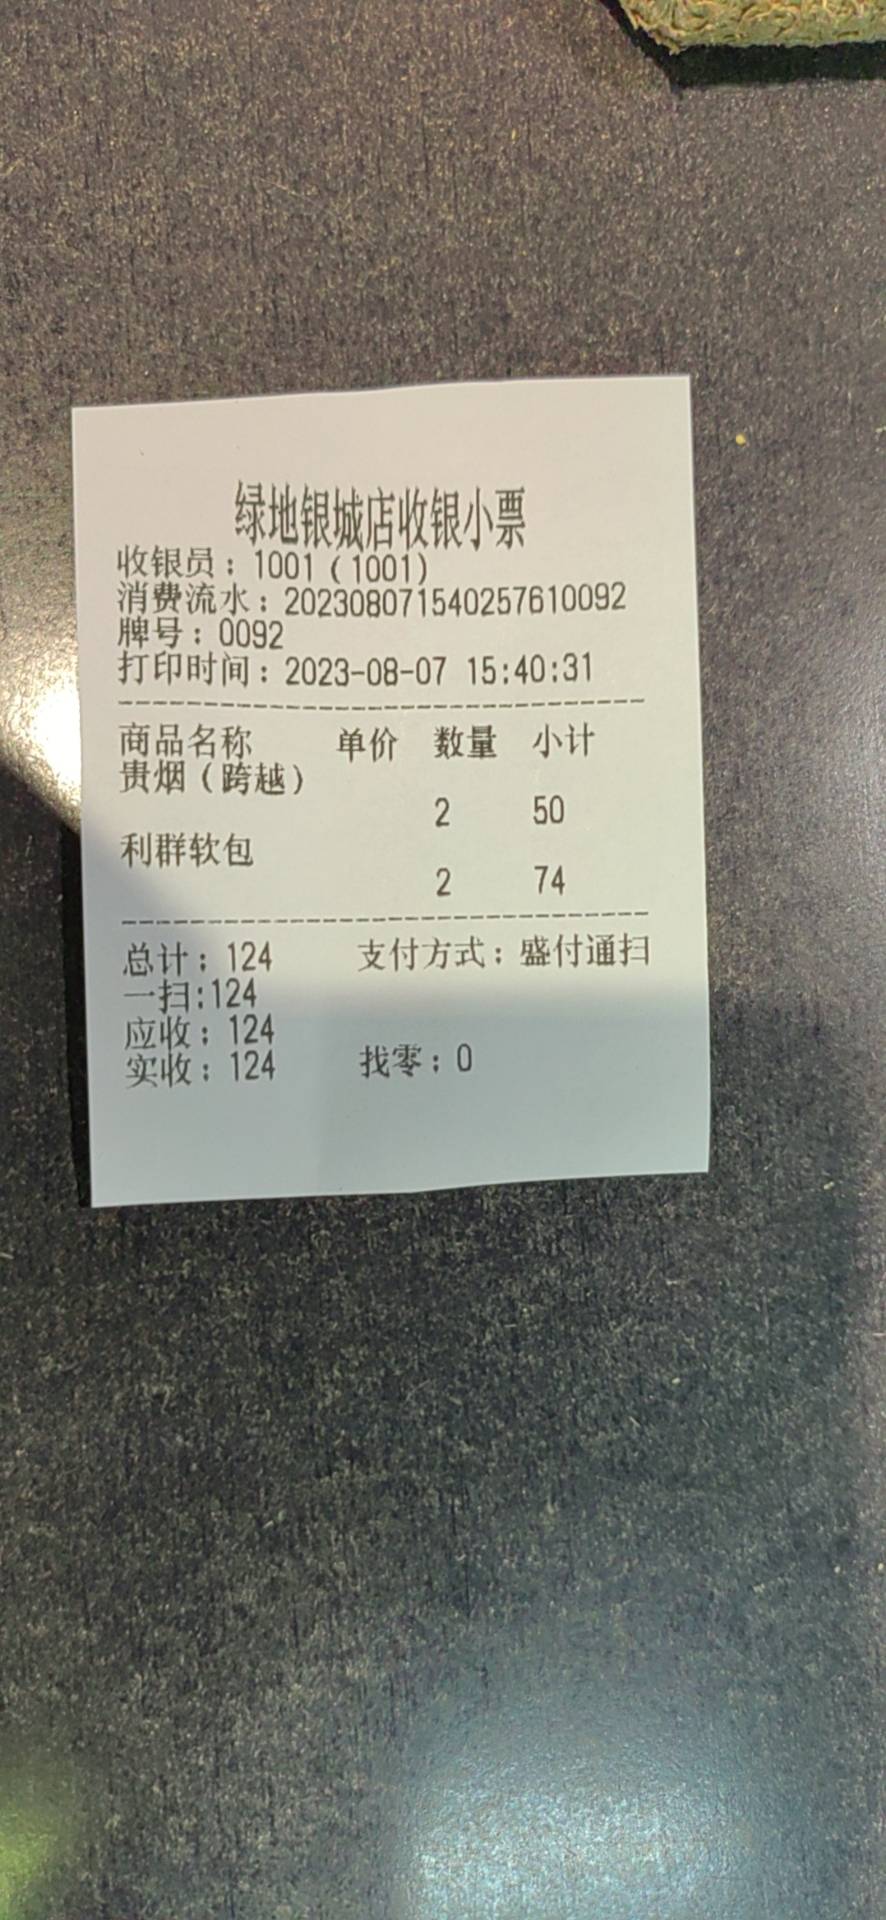 绿地银城店收银小票
收银员：1001（1001）
消费流水：202308071540257610092
牌号：0092
打印时间：2023-08-07 15:40:31
商品名称 单价 数量 小计
贵烟（跨越）
2 50
利群软包
2 74
总计：124 支付方式：盛付通扫
一扫:124
应收：124
实收：124 找零：0